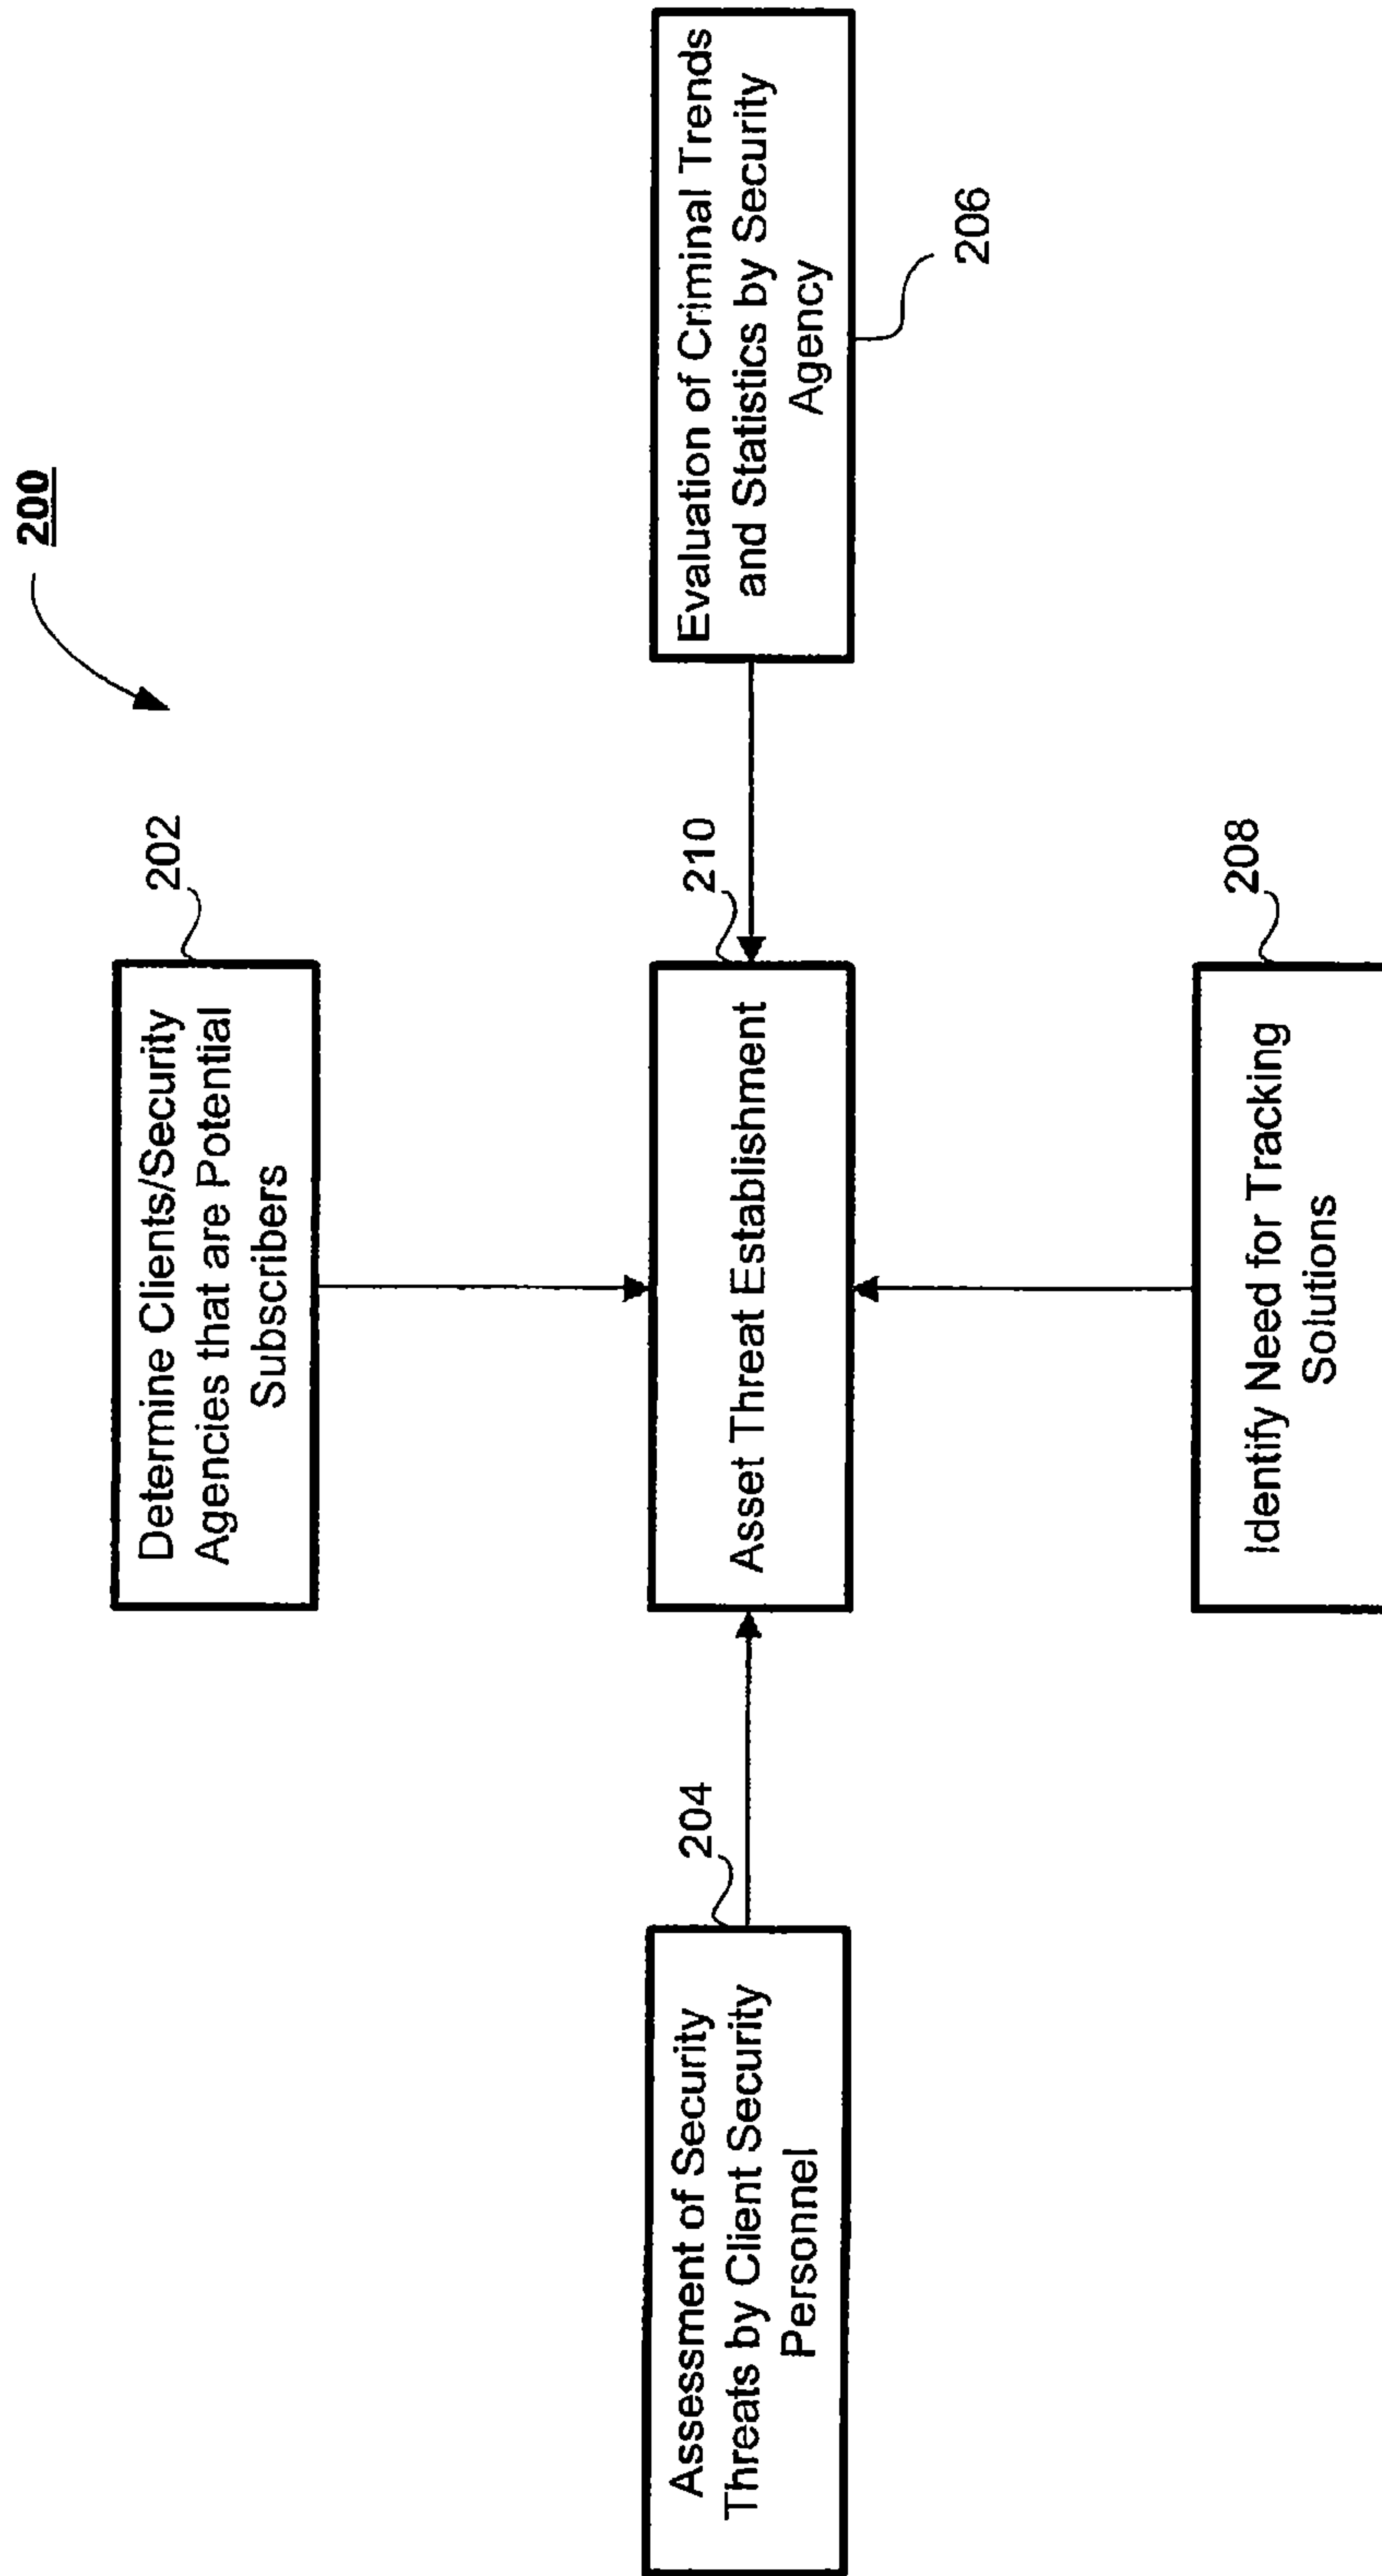 200
202
Determine Clients/Security
Agencies that are Potential
Subscribers
204
Assessment of Security
Threats by Client Security
Personnel
210
Asset Threat Establishment
Evaluation of Criminal Trends
and Statistics by Security
Agency
206
208
Identify Need for Tracking
Solutions